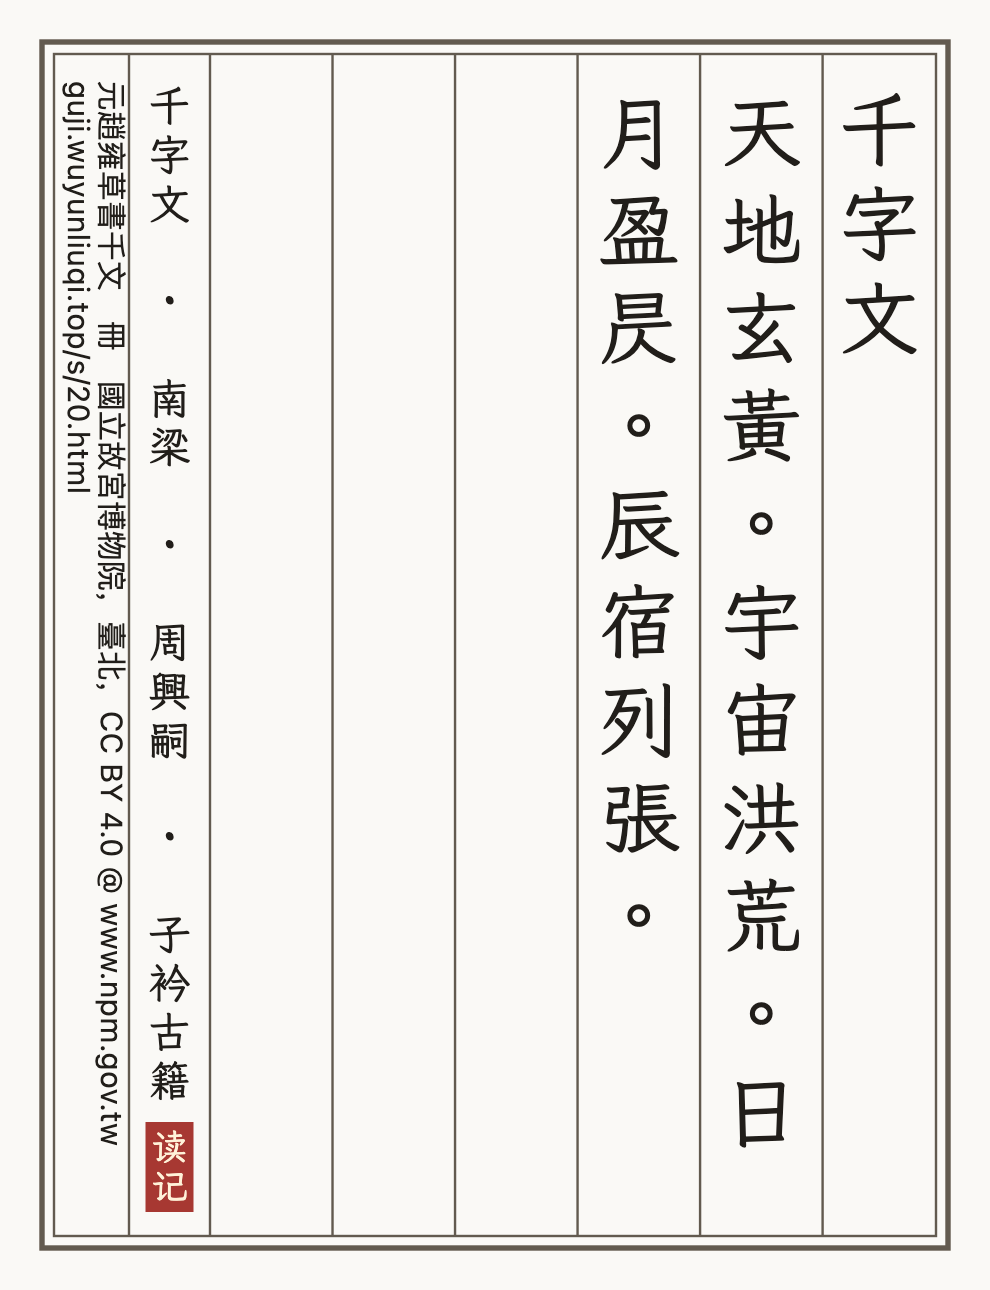 千字文
天地玄黃。宇宙洪荒。日
月盈昃。辰宿列張。
千字文 · 南梁 · 周興嗣 · 子衿古籍
读记
元趙雍草書千文 冊 國立故宮博物院，臺北，CC BY 4.0 @ www.npm.gov.tw
guji.wuyunliuqi.top/s/20.html